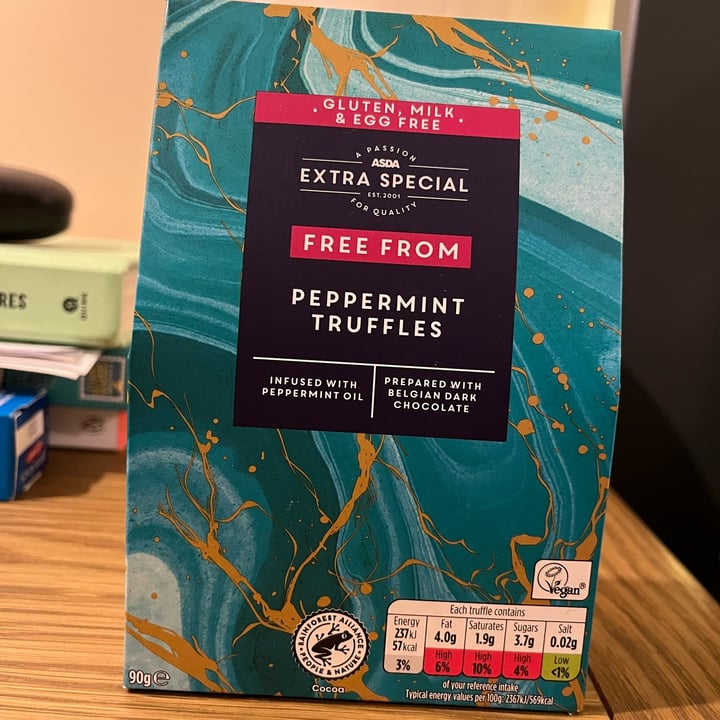 GLUTEN, MILK
& EGG FREE
A PASSION
ASDA
EXTRA SPECIAL
EST. 2001
FOR QUALITY
FREE FROM
PEPPERMINT
TRUFFLES
INFUSED WITH
PEPPERMINT OIL
PREPARED WITH
BELGIAN DARK
CHOCOLATE
RES
Vegan®
Each truffle contains
Energy Fat Saturates Sugars Salt
237kJ 4.0g 1.9g 3.7g 0.02g
57kcal
High High High Low
3% 6% 10% 4% <1%
of your reference intake
Typical energy values per 100g: 2367kJ/569kcal
RAINFOREST ALLIANCE
PEOPLE & NATURE
Cocoa
90g℮